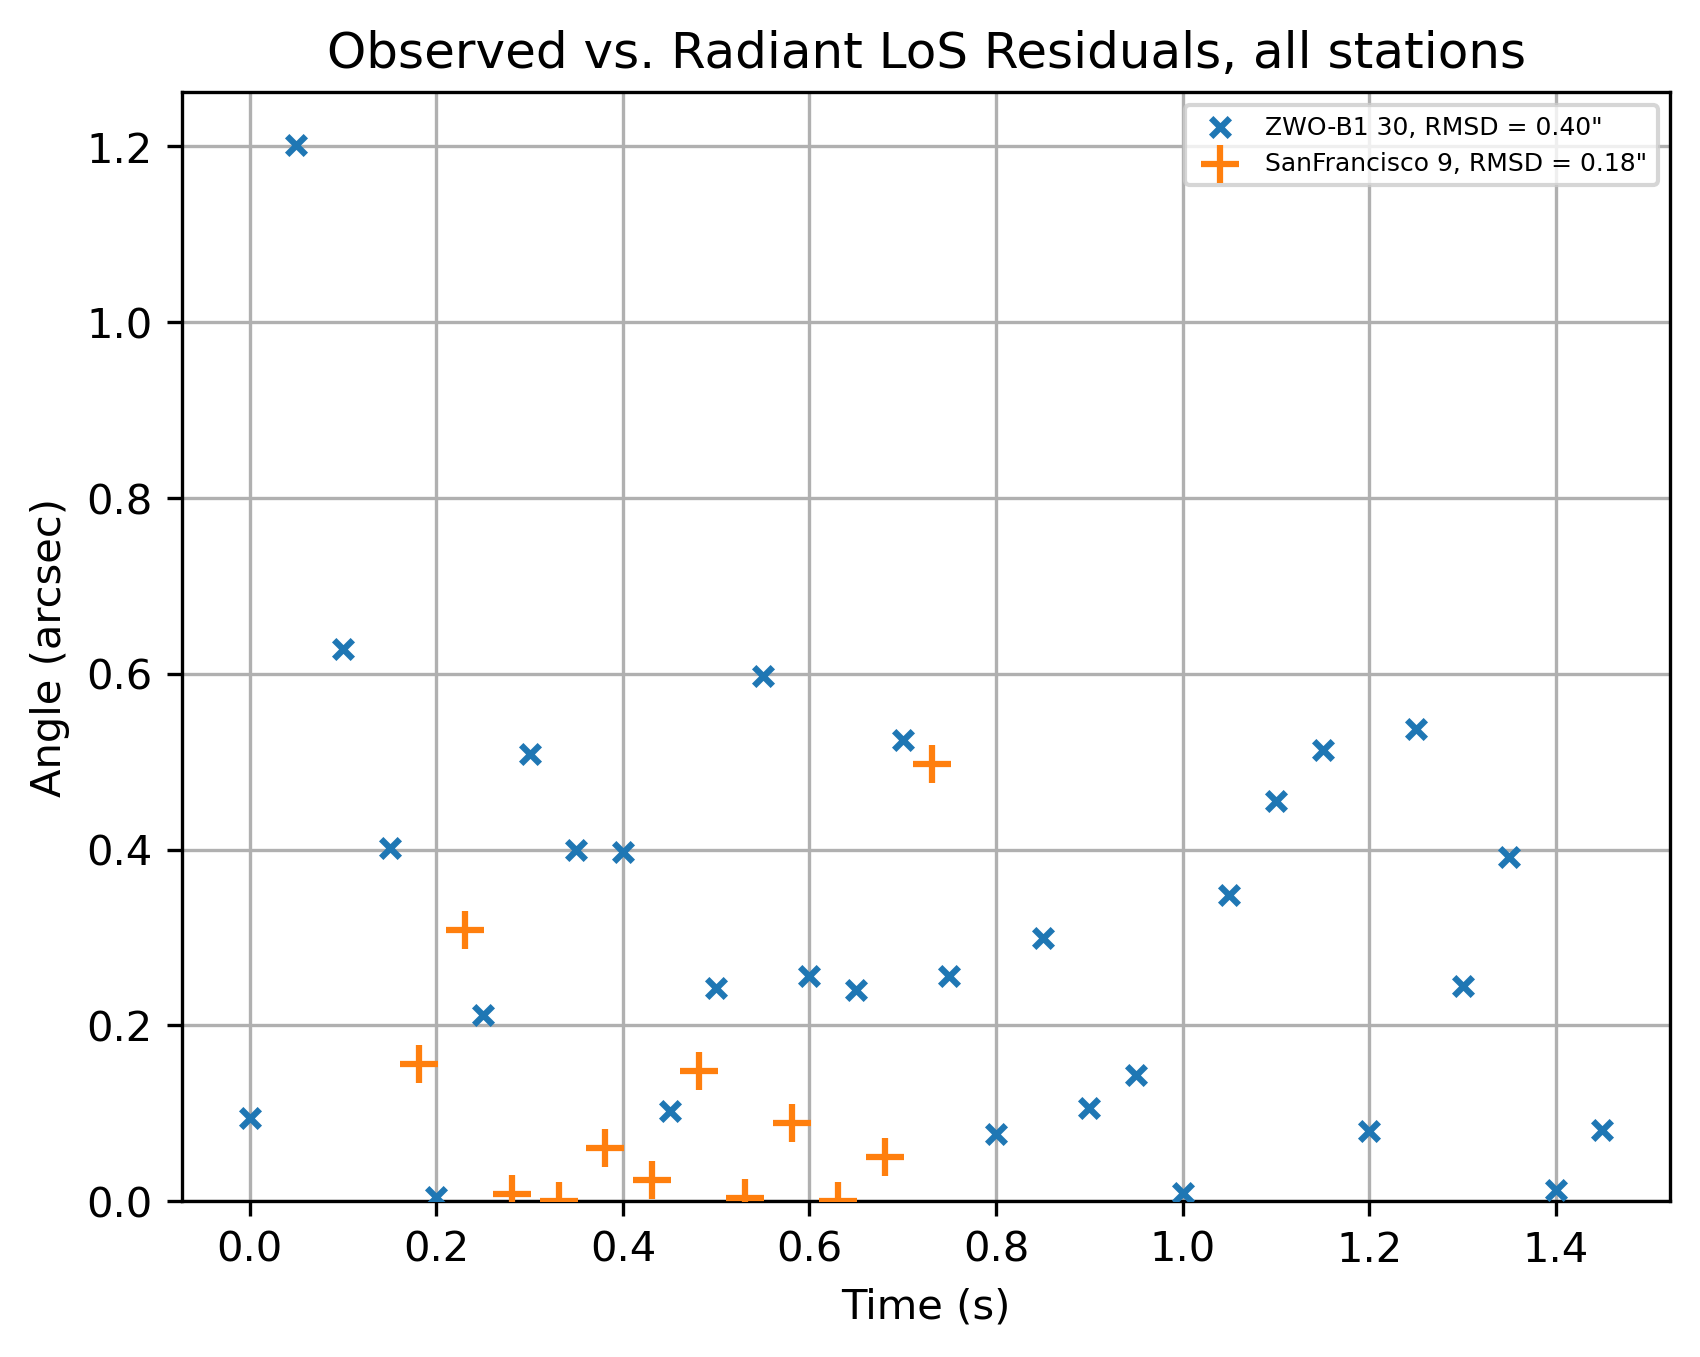 Observed vs. Radiant LoS Residuals, all stations
ZWO-B1 30, RMSD = 0.40"
SanFrancisco 9, RMSD = 0.18"
Angle (arcsec)
1.2
1.0
0.8
0.6
0.4
0.2
0.0
0.0 0.2 0.4 0.6 0.8 1.0 1.2 1.4
Time (s)